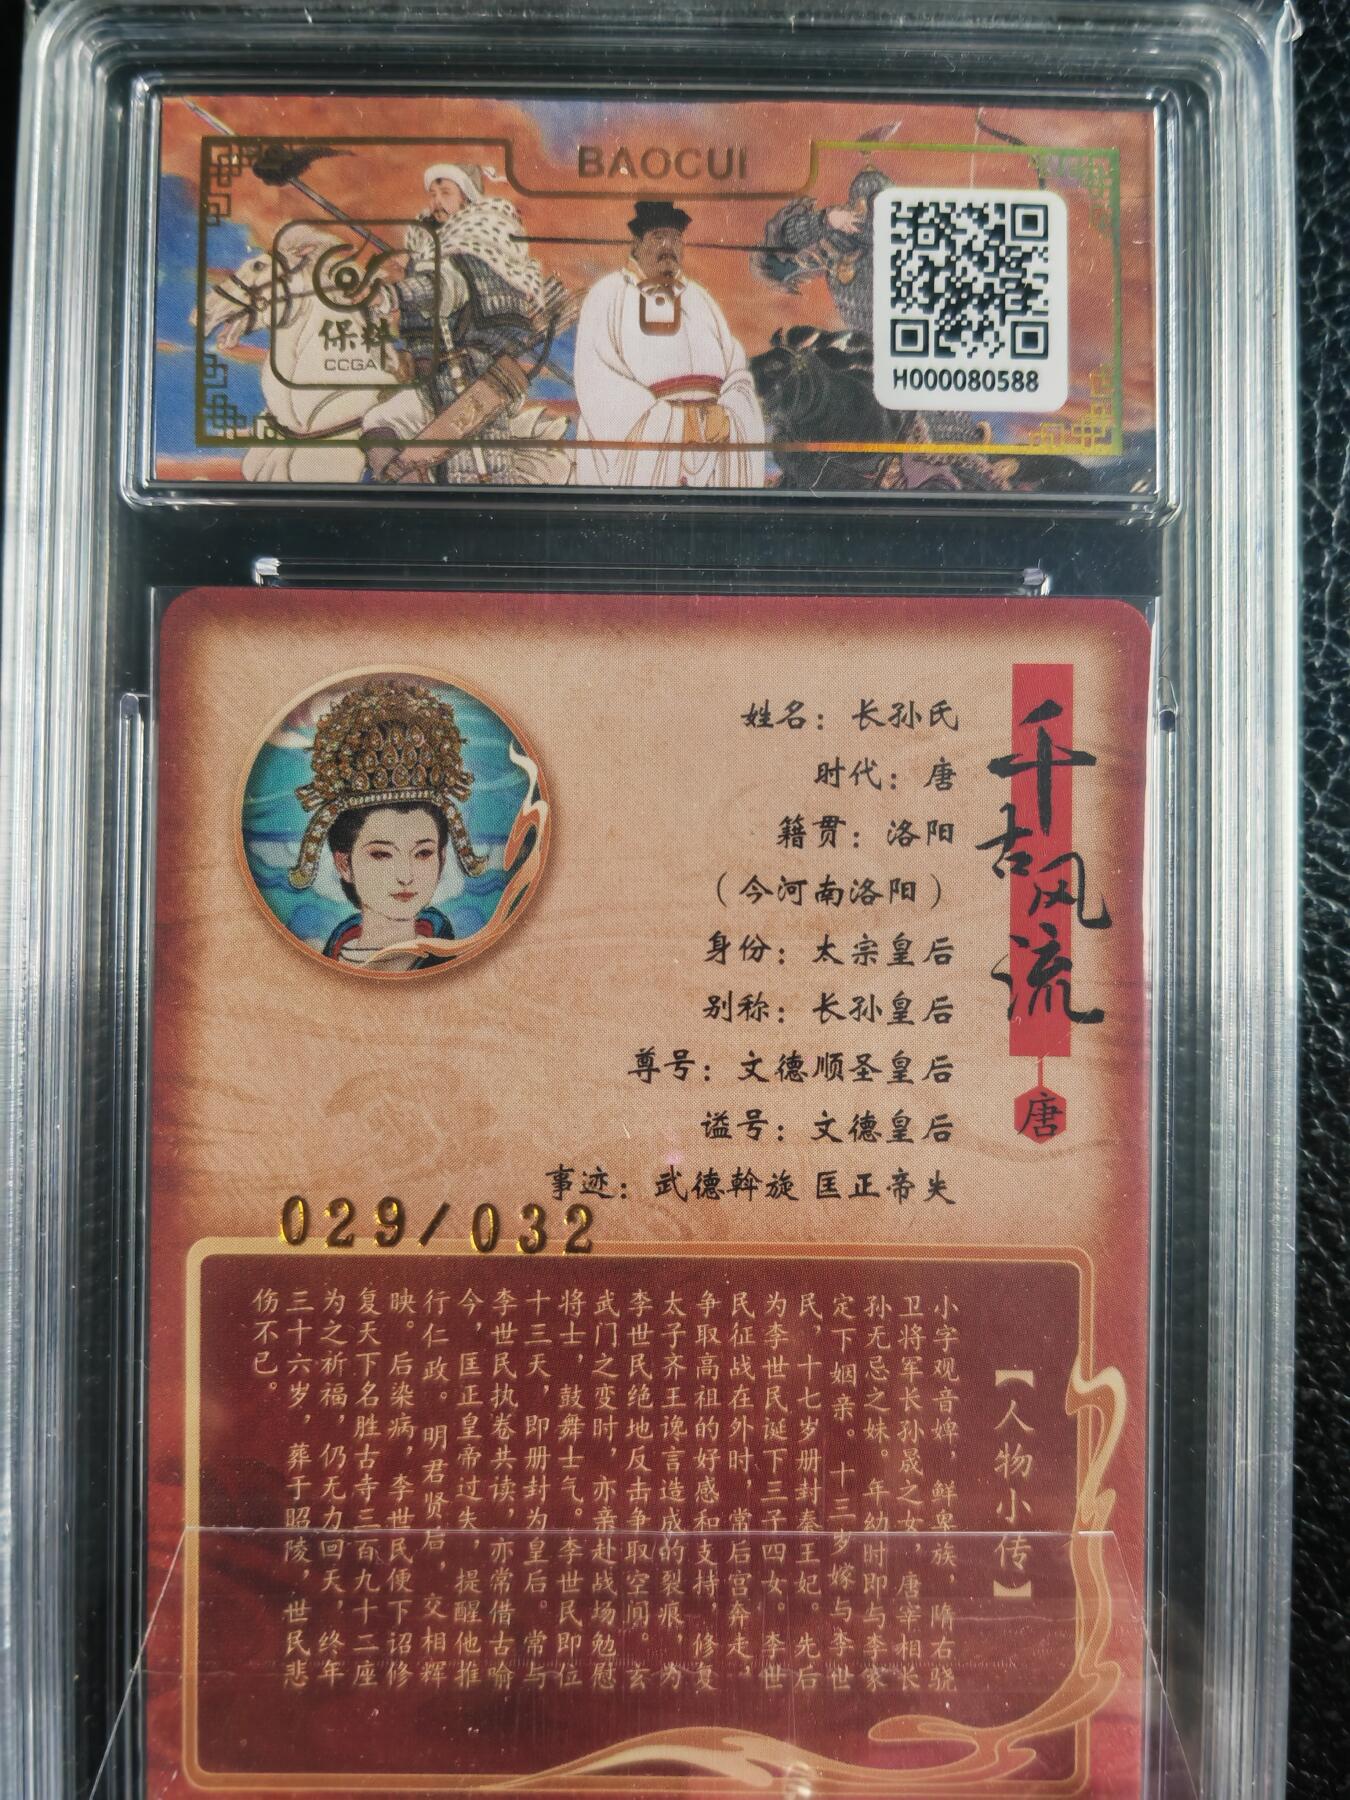 BAOCUI
保粹
CCGA
H000080588
千古风流
唐
姓名：长孙氏
时代：唐
籍贯：洛阳
（今河南洛阳）
身份：太宗皇后
别称：长孙皇后
尊号：文德顺圣皇后
谥号：文德皇后
事迹：武德斡旋 匡正帝失
029/032
【人物小传】
小字观音婢，鲜卑族，隋右骁
卫将军长孙晟之女，唐宰相长
孙无忌之妹。年幼时即与李家
定下姻亲。十三岁嫁与李世
民，十七岁册封秦王妃。先后
为李世民诞下三子四女。李世
民征战在外时，常后宫奔走，
争取高祖的好感和支持，修复
太子齐王谗言造成的裂痕，为
李世民绝地反击争取空间。玄
武门之变时，亦亲赴战场勉慰
将士，鼓舞士气。李世民即位
十三天，即册封为皇后。常与
李世民执卷共读，亦常借古喻
今，匡正皇帝过失，提醒他推
行仁政。明君贤后，交相辉
映。后染病，李世民便下诏修
复天下名胜古寺三百九十二座
为之祈福，仍无力回天，终年
三十六岁，葬于昭陵，世民悲
伤不已。